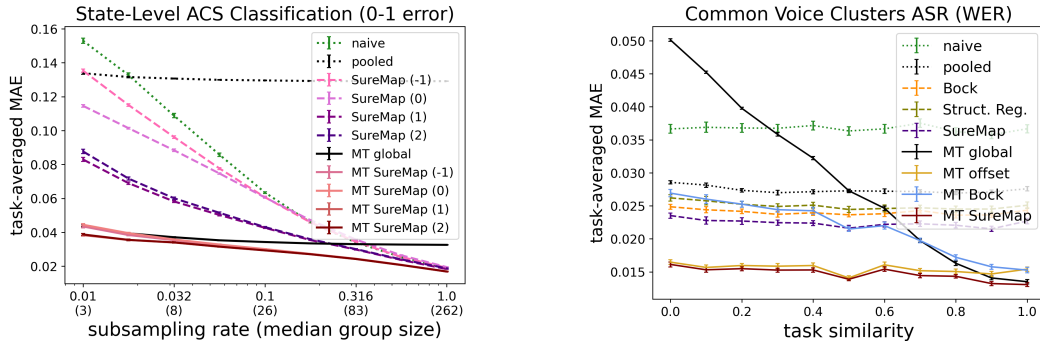 State-Level ACS Classification (0-1 error)
task-averaged MAE
0.16
0.14
0.12
0.10
0.08
0.06
0.04
0.02
naive
pooled
SureMap (-1)
SureMap (0)
SureMap (1)
SureMap (2)
MT global
MT SureMap (-1)
MT SureMap (0)
MT SureMap (1)
MT SureMap (2)
0.01 0.032 0.1 0.316 1.0
(3) (8) (26) (83) (262)
subsampling rate (median group size)
Common Voice Clusters ASR (WER)
task-averaged MAE
0.050
0.045
0.040
0.035
0.030
0.025
0.020
0.015
naive
pooled
Bock
Struct. Reg.
SureMap
MT global
MT offset
MT Bock
MT SureMap
0.0 0.2 0.4 0.6 0.8 1.0
task similarity